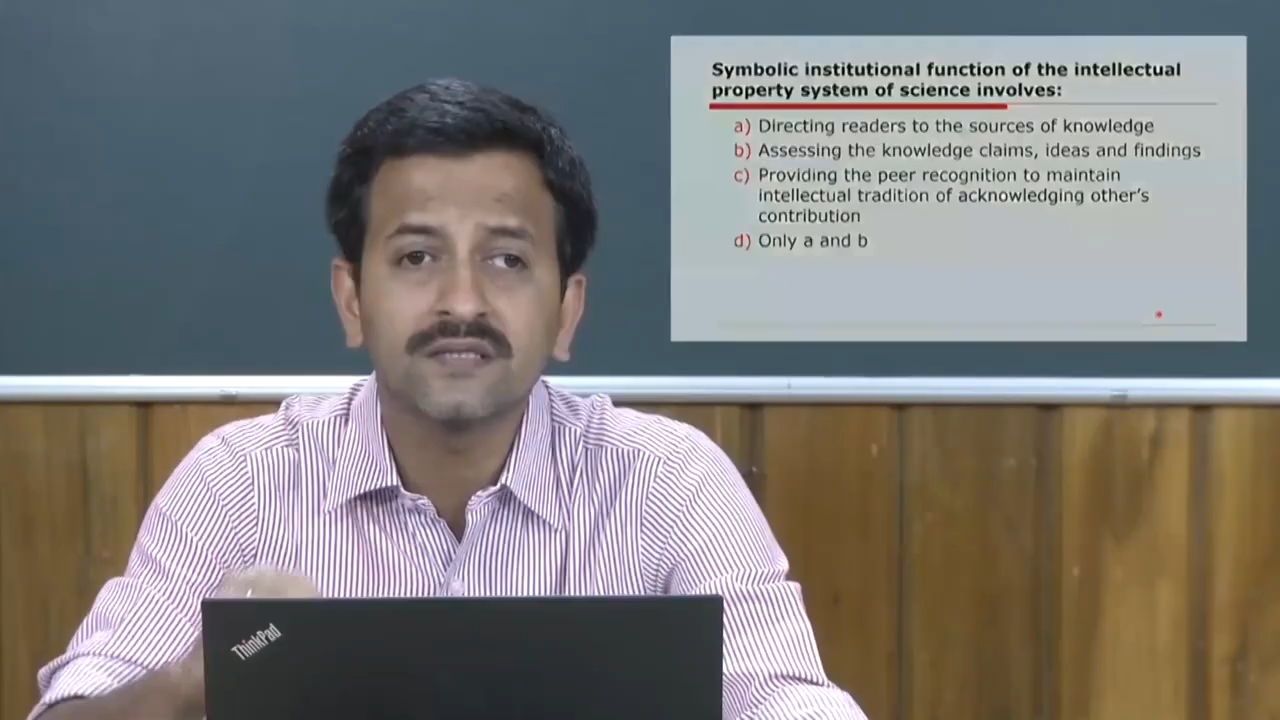 Symbolic institutional function of the intellectual
property system of science involves:
a) Directing readers to the sources of knowledge
b) Assessing the knowledge claims, ideas and findings
c) Providing the peer recognition to maintain
intellectual tradition of acknowledging other's
contribution
d) Only a and b
ThinkPad